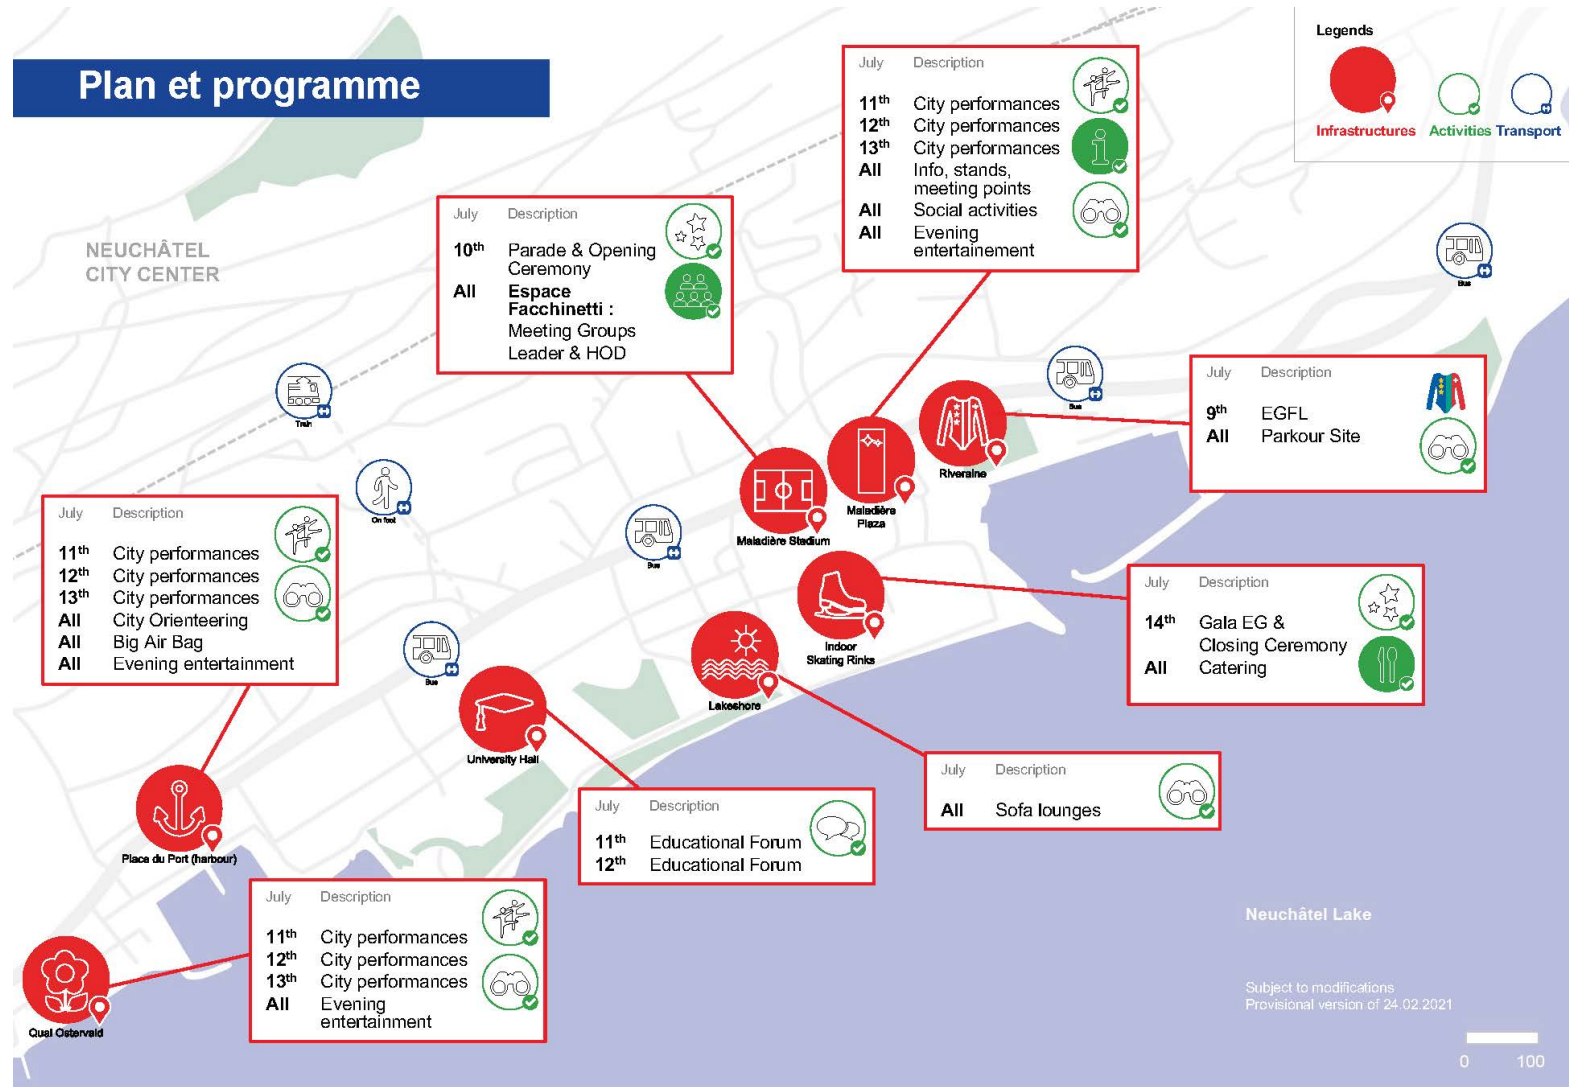 Plan et programme
Legends
Infrastructures
Activities
Transport
NEUCHÂTEL
CITY CENTER
July Description
11th City performances
12th City performances
13th City performances
All Info, stands,
meeting points
All Social activities
All Evening
entertainement
July Description
10th Parade & Opening
Ceremony
All Espace
Facchinetti :
Meeting Groups
Leader & HOD
Bus
Train
Bus
July Description
9th EGFL
All Parkour Site
Riveraine
Maladière
Plaza
Maladière Stadium
On foot
Bus
July Description
11th City performances
12th City performances
13th City performances
All City Orienteering
All Big Air Bag
All Evening entertainment
July Description
14th Gala EG &
Closing Ceremony
All Catering
Indoor
Skating Rinks
Bus
Lakeshore
University Hall
July Description
All Sofa lounges
July Description
11th Educational Forum
12th Educational Forum
Place du Port (harbour)
July Description
11th City performances
12th City performances
13th City performances
All Evening
entertainment
Quai Ostervald
Neuchâtel Lake
Subject to modifications
Provisional version of 24.02.2021
0 100